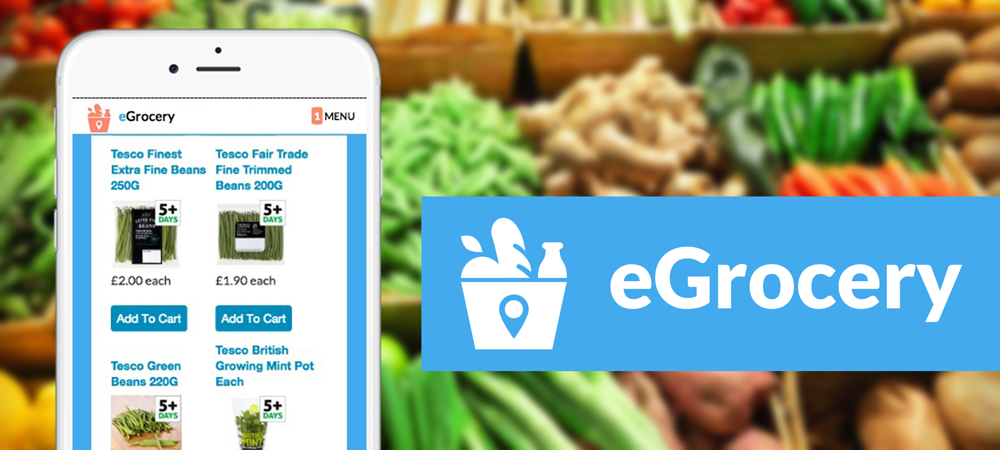 eGrocery
1 MENU
Tesco Finest
Extra Fine Beans
250G
5+
DAYS
£2.00 each
Add To Cart
Tesco Fair Trade
Fine Trimmed
Beans 200G
5+
DAYS
£1.90 each
Add To Cart
Tesco Green
Beans 220G
5+
DAYS
Tesco British
Growing Mint Pot
Each
5+
DAYS
eGrocery